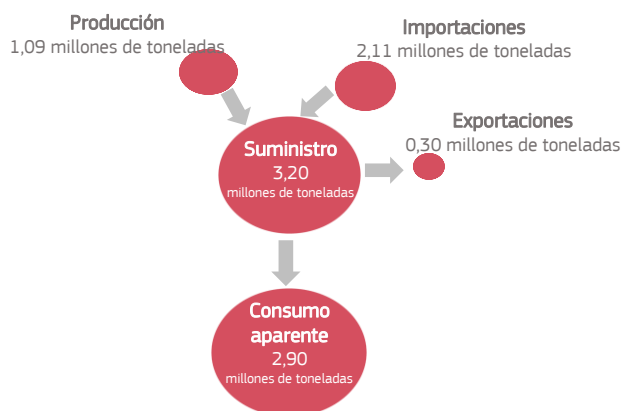 Producción
1,09 millones de toneladas
Importaciones
2,11 millones de toneladas
Exportaciones
0,30 millones de toneladas
Suministro
3,20
millones de toneladas
Consumo
aparente
2,90
millones de toneladas